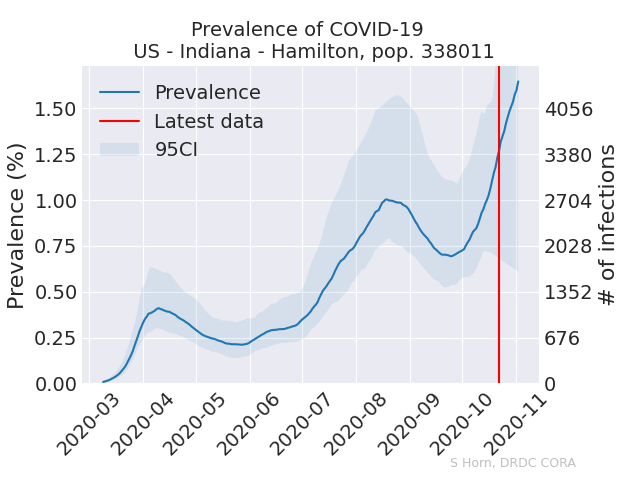 Prevalence of COVID-19
US - Indiana - Hamilton, pop. 338011
Prevalence
Latest data
95CI
Prevalence (%)
1.50
1.25
1.00
0.75
0.50
0.25
0.00
4056
3380
2704
2028
1352
676
0
# of infections
2020-03
2020-04
2020-05
2020-06
2020-07
2020-08
2020-09
2020-10
2020-11
S Horn, DRDC CORA